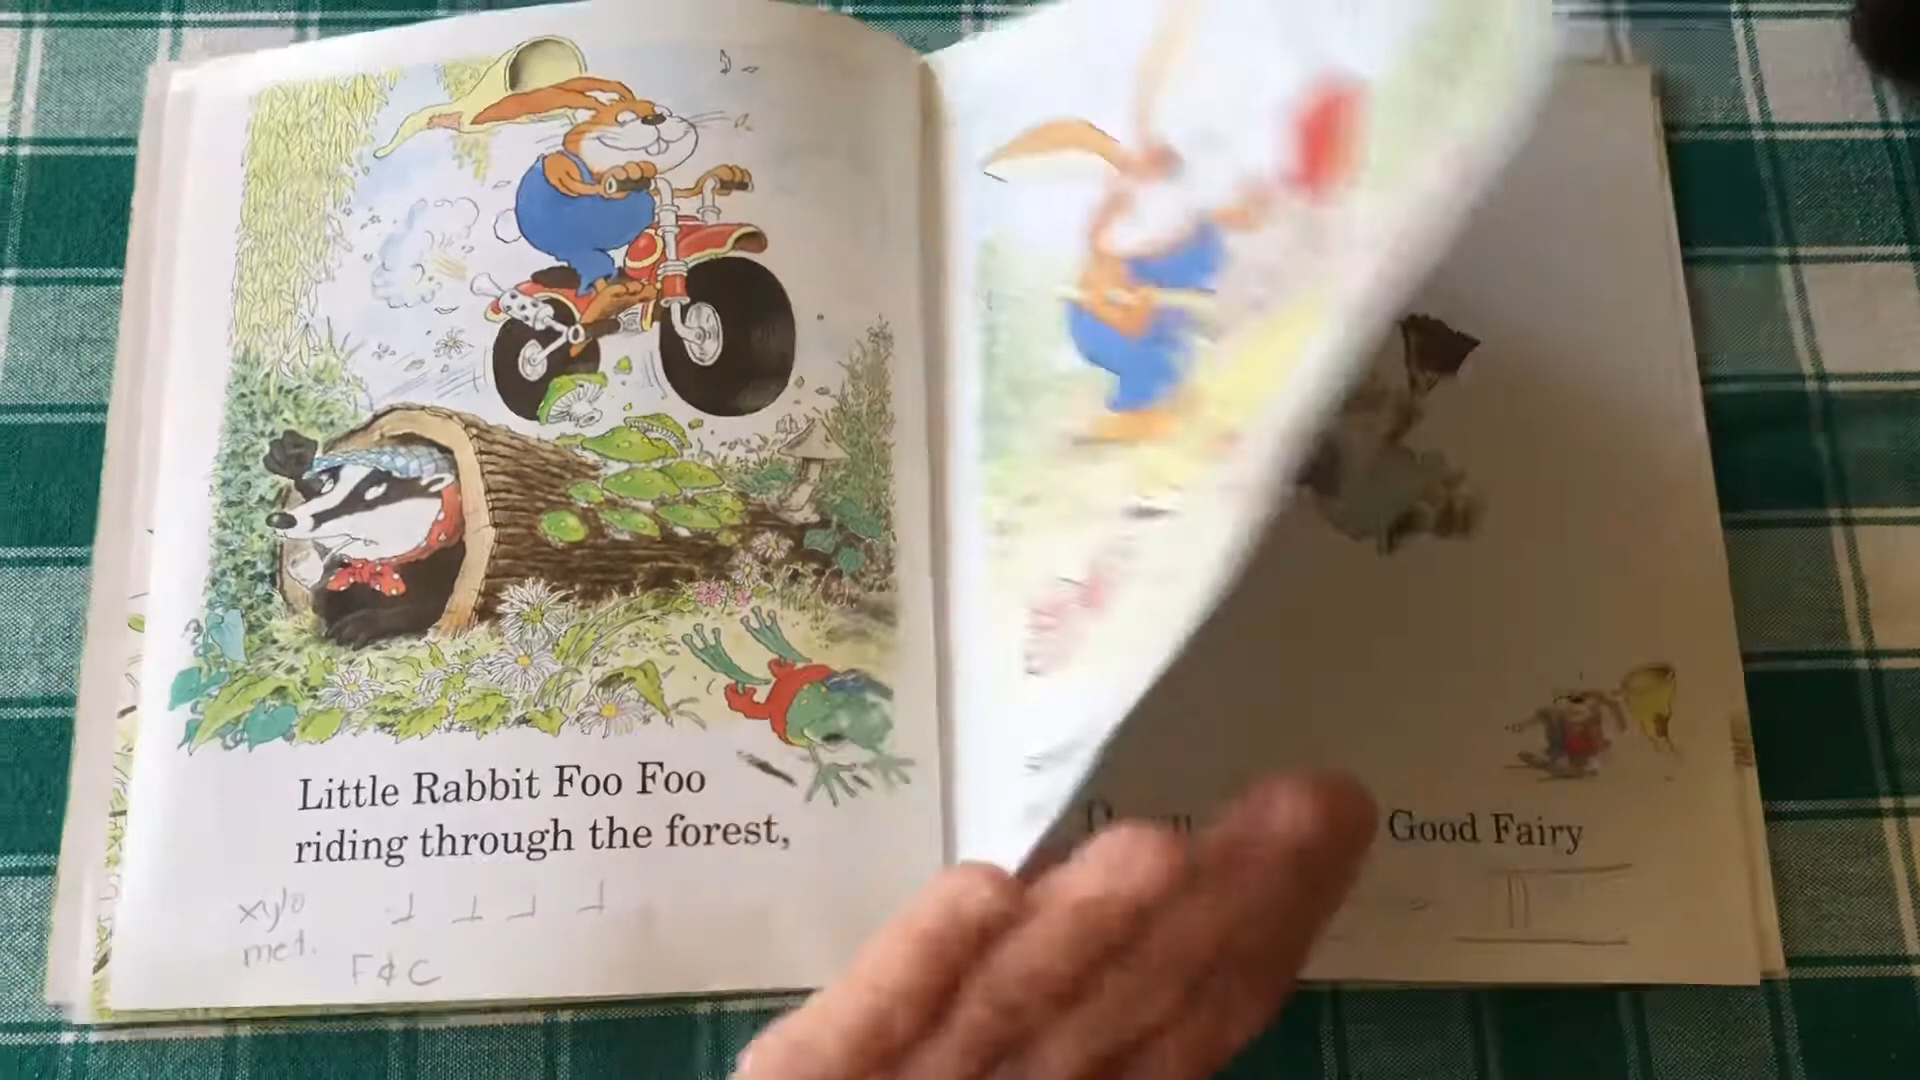 Little Rabbit Foo Foo
riding through the forest,
xylo
met.
F & C
Good Fairy